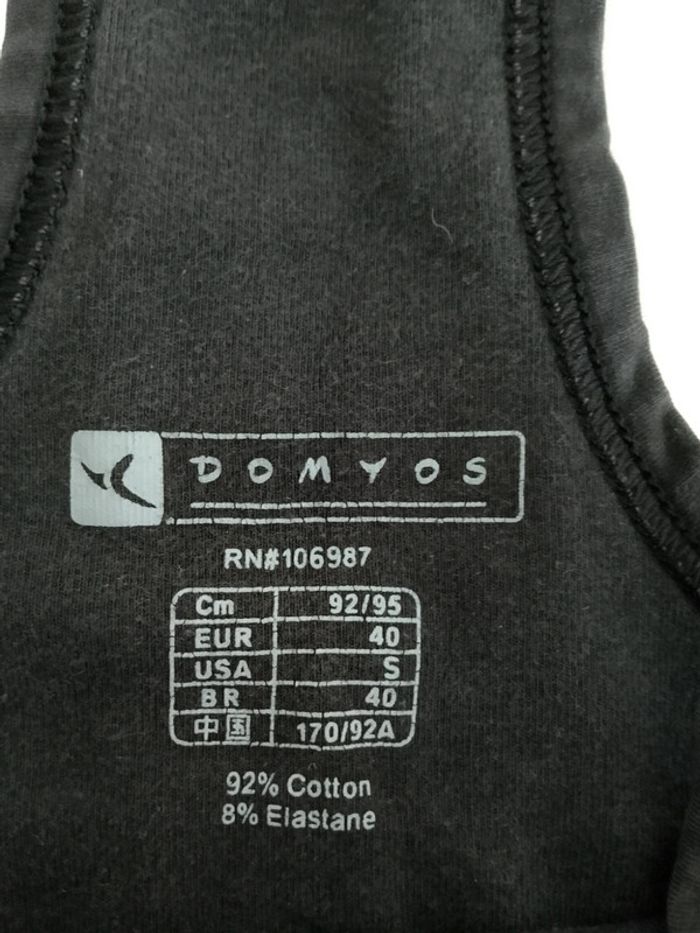 DOMYOS
RN#106987
Cm 92/95
EUR 40
USA S
BR 40
中国 170/92A
92% Cotton
8% Elastane